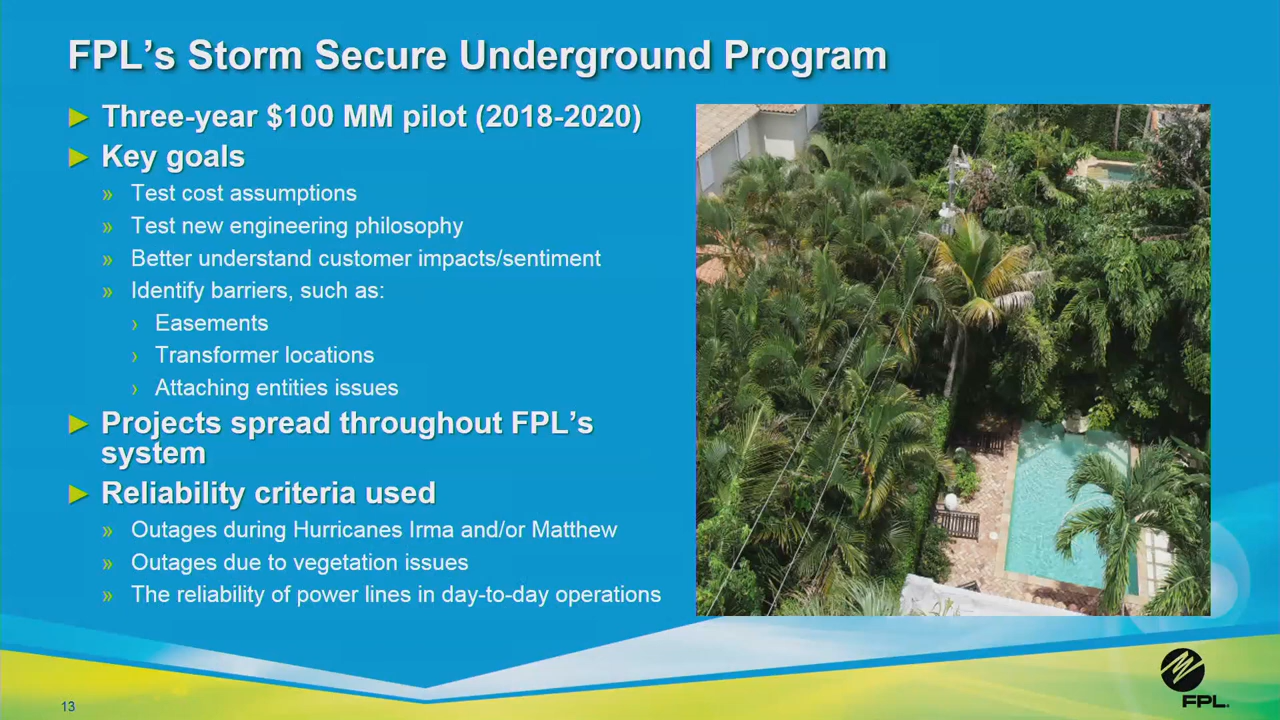 FPL’s Storm Secure Underground Program
► Three-year $100 MM pilot (2018-2020)
► Key goals
» Test cost assumptions
» Test new engineering philosophy
» Better understand customer impacts/sentiment
» Identify barriers, such as:
› Easements
› Transformer locations
› Attaching entities issues
► Projects spread throughout FPL’s
system
► Reliability criteria used
» Outages during Hurricanes Irma and/or Matthew
» Outages due to vegetation issues
» The reliability of power lines in day-to-day operations
13
FPL.